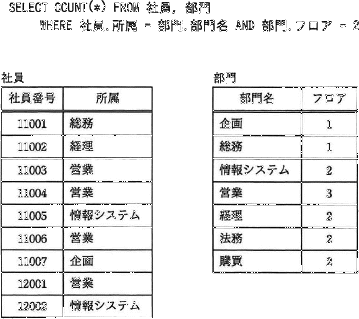 SELECT COUNT(*) FROM 社員, 部門
WHERE 社員.所属 = 部門.部門名 AND 部門.フロア = 2
社員
社員番号 所属
11001 総務
11002 経理
11003 営業
11004 営業
11005 情報システム
11006 営業
11007 企画
12001 営業
12002 情報システム
部門
部門名 フロア
企画 1
総務 1
情報システム 2
営業 3
経理 2
法務 2
購買 2